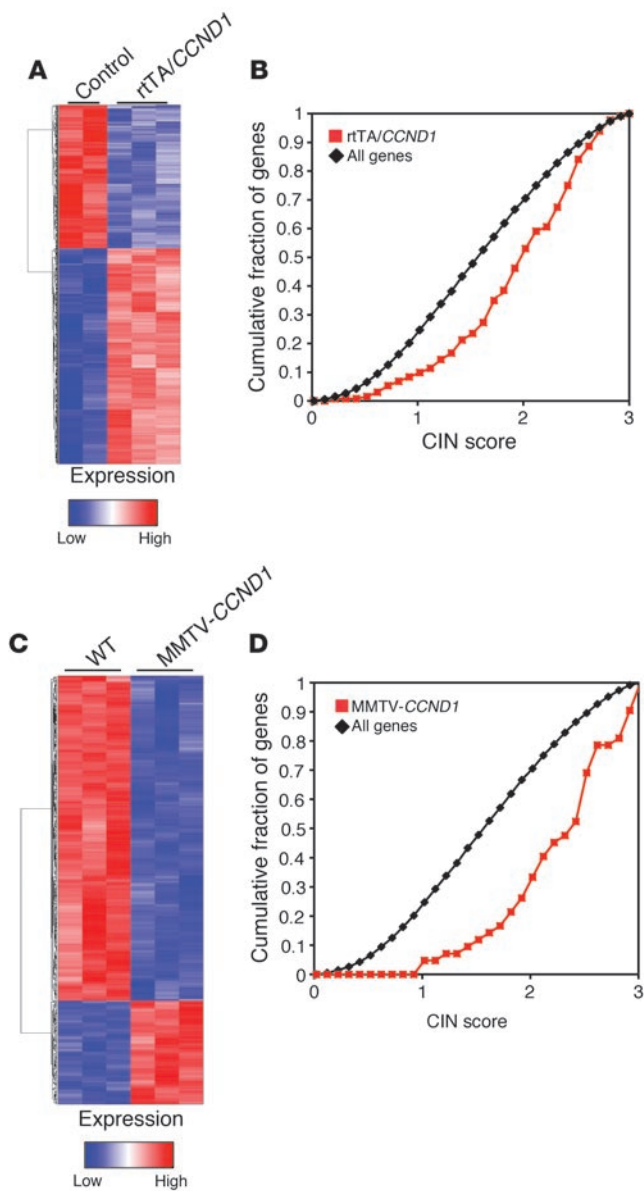 A
Control
rtTA/CCND1
Expression
Low High
B
rtTA/CCND1
All genes
Cumulative fraction of genes
1
0.9
0.8
0.7
0.6
0.5
0.4
0.3
0.2
0.1
0
0 1 2 3
CIN score
C
WT
MMTV-CCND1
Expression
Low High
D
MMTV-CCND1
All genes
Cumulative fraction of genes
1
0.9
0.8
0.7
0.6
0.5
0.4
0.3
0.2
0.1
0
0 1 2 3
CIN score